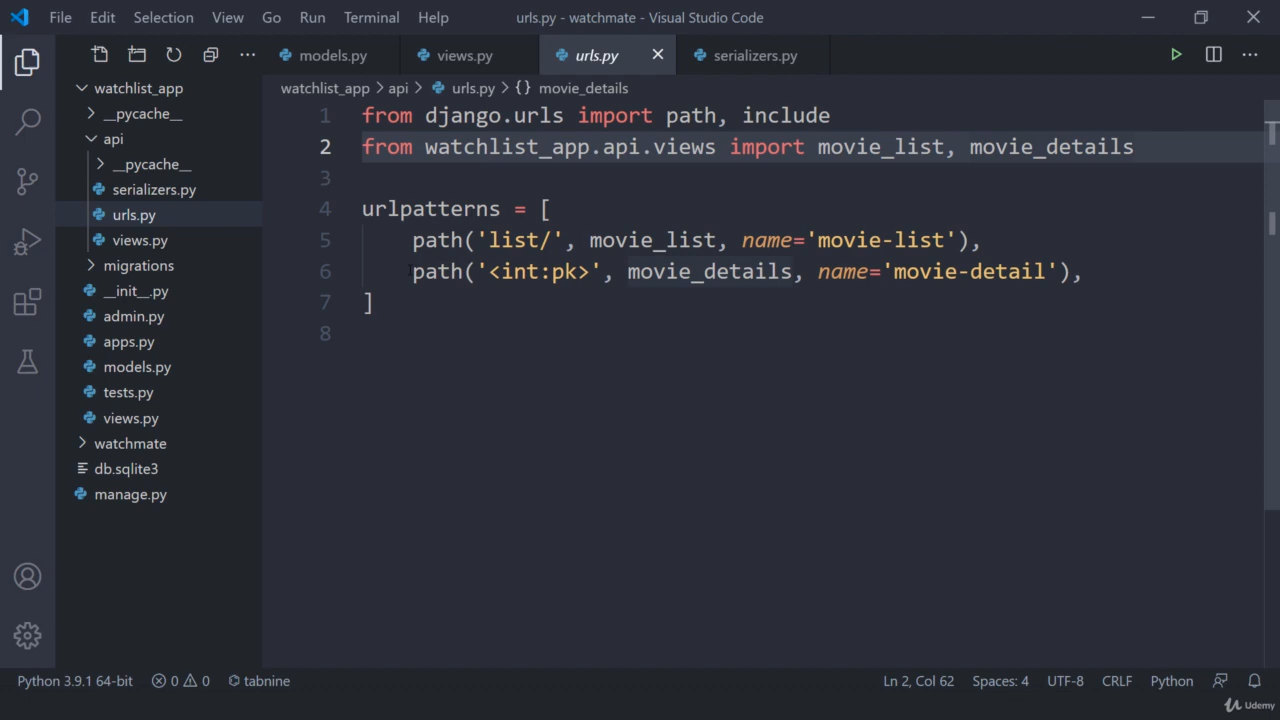 File Edit Selection View Go Run Terminal Help urls.py - watchmate - Visual Studio Code
models.py views.py urls.py serializers.py
watchlist_app > api > urls.py > {} movie_details
watchlist_app
__pycache__
api
__pycache__
serializers.py
urls.py
views.py
migrations
__init__.py
admin.py
apps.py
models.py
tests.py
views.py
watchmate
db.sqlite3
manage.py
1 from django.urls import path, include
2 from watchlist_app.api.views import movie_list, movie_details
3
4 urlpatterns = [
5 path('list/', movie_list, name='movie-list'),
6 path('<int:pk>', movie_details, name='movie-detail'),
7 ]
8
Python 3.9.1 64-bit 0 0 tabnine Ln 2, Col 62 Spaces: 4 UTF-8 CRLF Python
Udemy